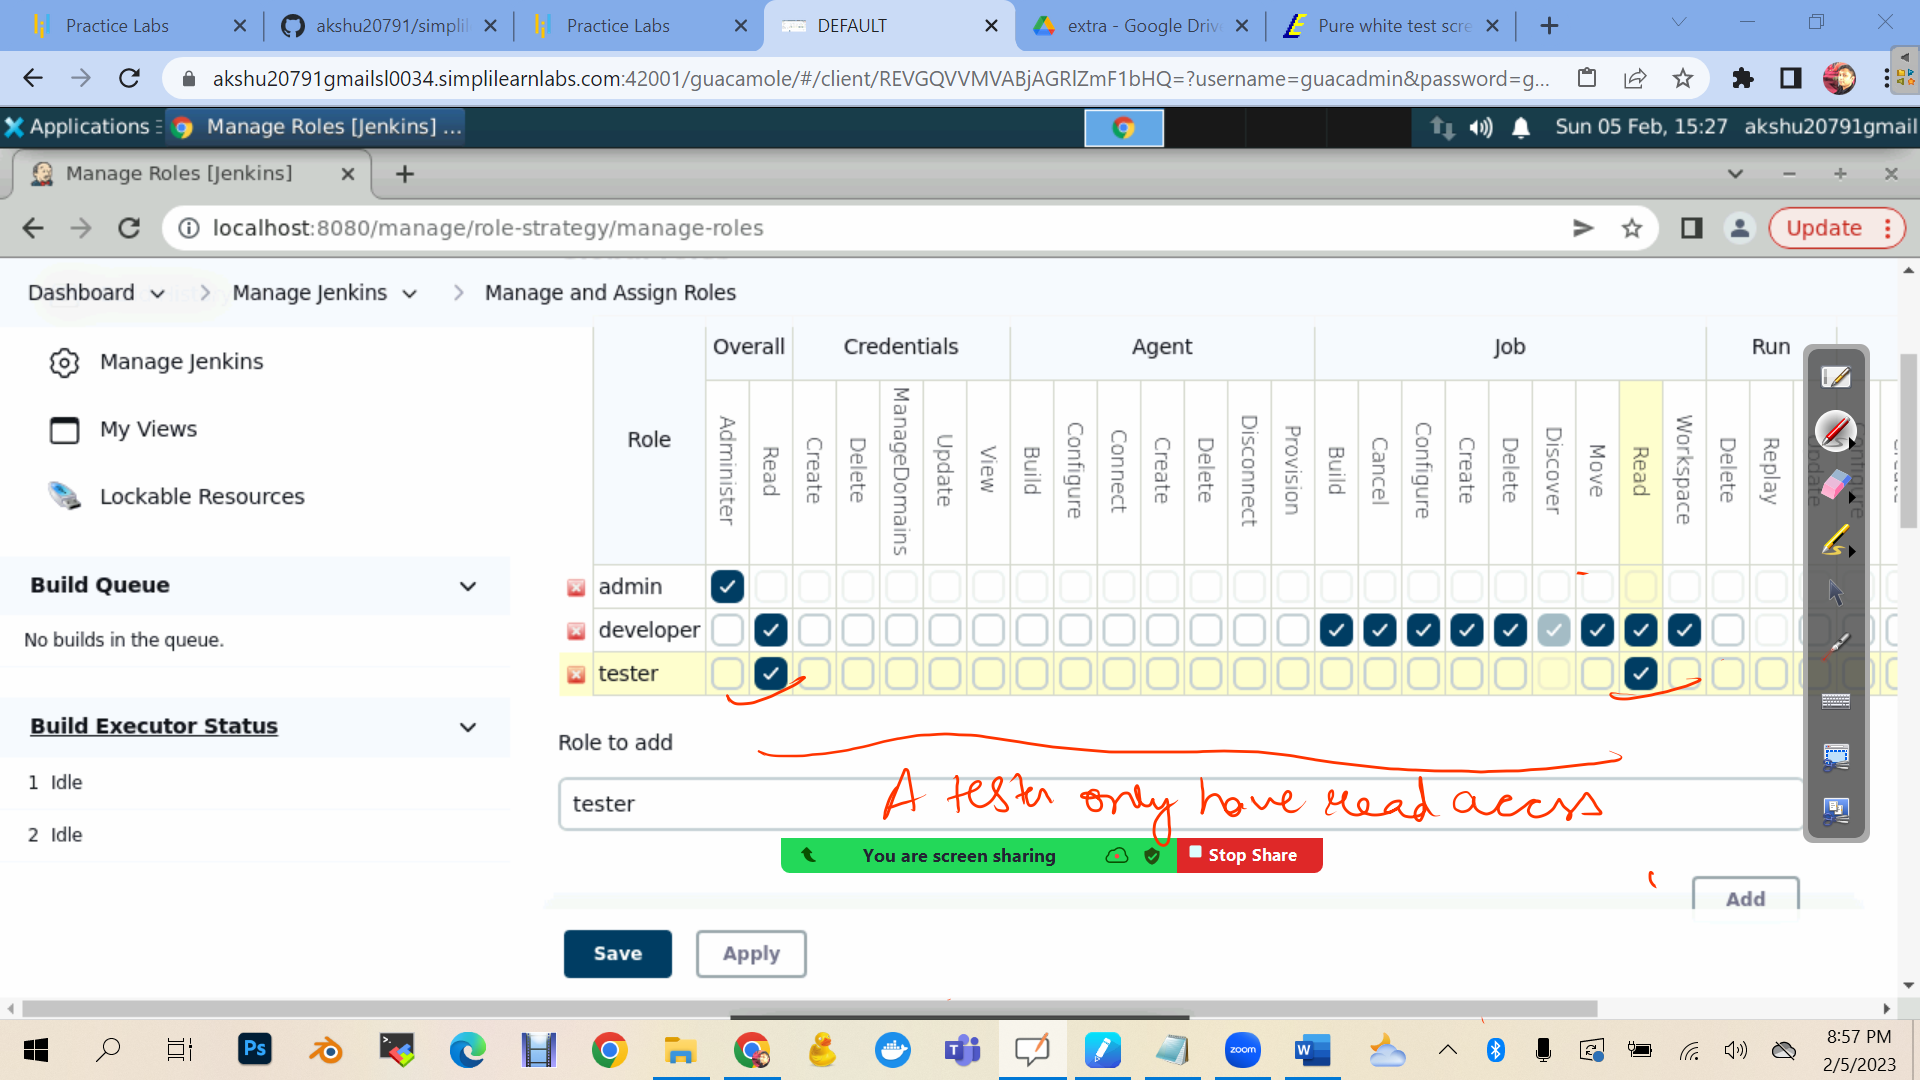 Practice Labs
akshu20791/simplil
Practice Labs
DEFAULT
extra - Google Drive
Pure white test scre
akshu20791gmailsl0034.simplilearnlabs.com:42001/guacamole/#/client/REVGQVVMVABjAGRlZmF1bHQ=?username=guacadmin&password=g...
Applications
Manage Roles [Jenkins] ...
Sun 05 Feb, 15:27
akshu20791gmail
Manage Roles [Jenkins]
localhost:8080/manage/role-strategy/manage-roles
Update
Dashboard
Manage Jenkins
Manage and Assign Roles
Manage Jenkins
My Views
Lockable Resources
Build Queue
No builds in the queue.
Build Executor Status
1 Idle
2 Idle
Overall Credentials Agent Job Run
Role Administer Read Create Delete ManageDomains Update View Build Configure Connect Create Delete Disconnect Provision Build Cancel Configure Create Delete Discover Move Read Workspace Delete Replay Update Configure
admin
developer
tester
Role to add
tester
A tester only have read access
You are screen sharing
Stop Share
Add
Save
Apply
Ps
zoom
W
8:57 PM
2/5/2023